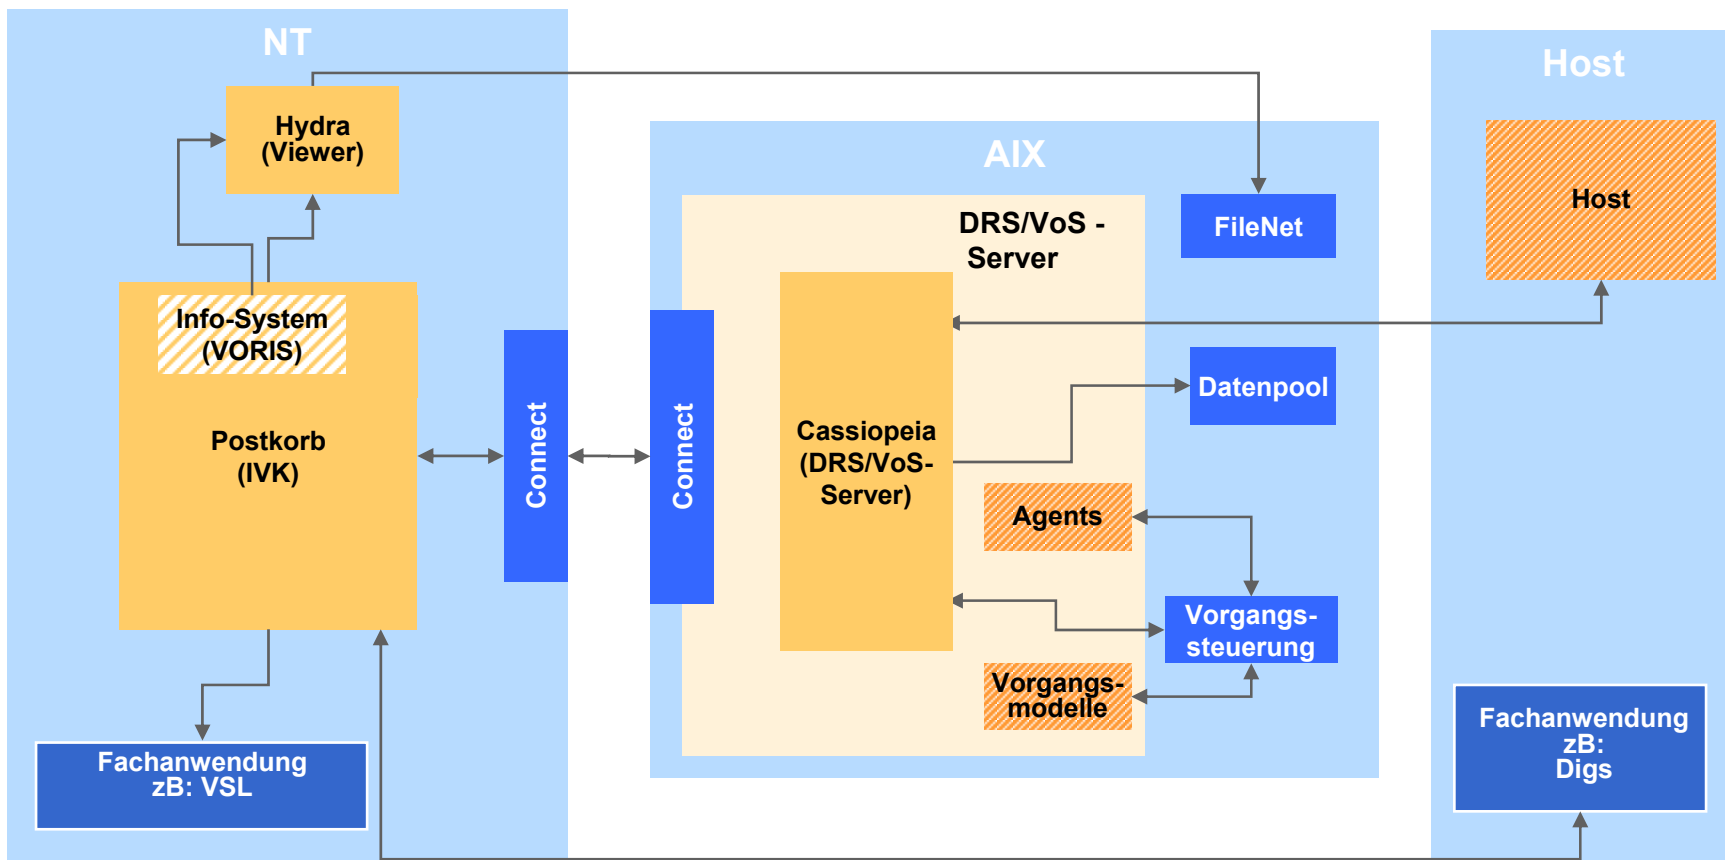 NT
Hydra
(Viewer)
Info-System
(VORIS)
Postkorb
(IVK)
Connect
Fachanwendung
zB: VSL
AIX
Connect
DRS/VoS -
Server
Cassiopeia
(DRS/VoS-
Server)
FileNet
Datenpool
Agents
Vorgangs-
steuerung
Vorgangs-
modelle
Host
Host
Fachanwendung
zB:
Digs